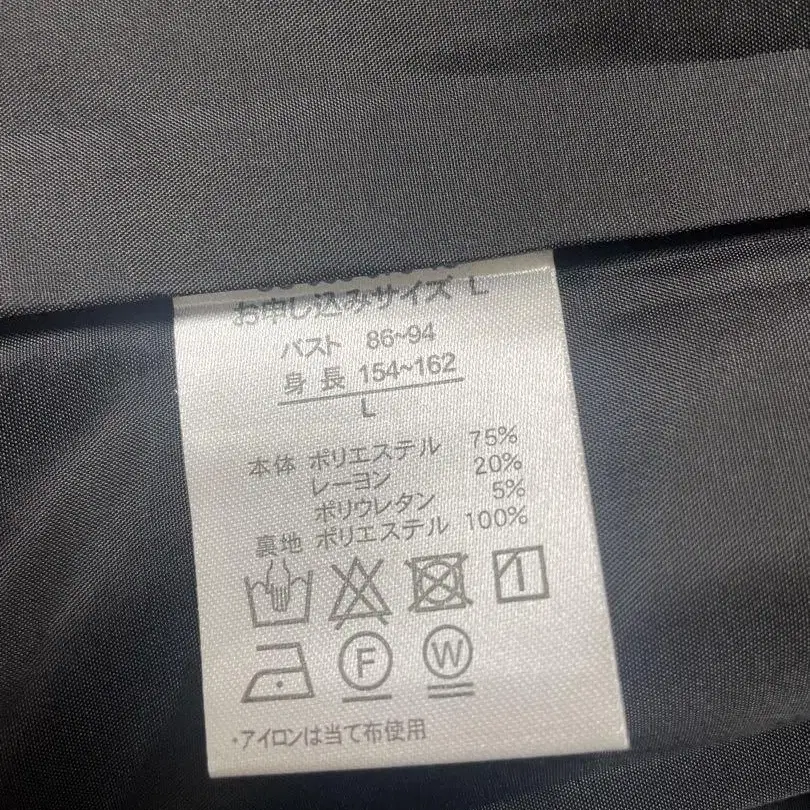 お申し込みサイズ L
バスト 86~94
身長 154~162
L
本体 ポリエステル 75%
レーヨン 20%
ポリウレタン 5%
裏地 ポリエステル 100%
F W
・アイロンは当て布使用